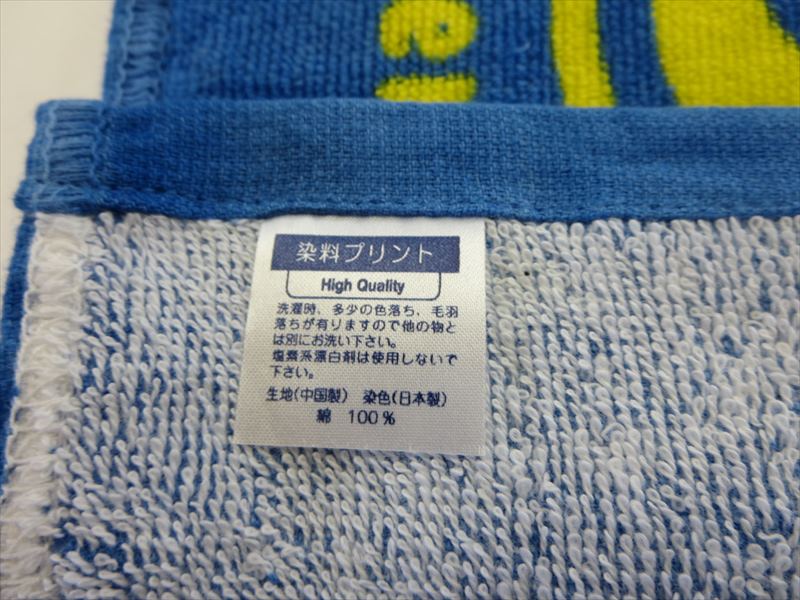 ei
染料プリント
High Quality
洗濯時、多少の色落ち、毛羽
落ちが有りますので他の物と
は別にお洗い下さい。
塩素系漂白剤は使用しないで
下さい。
生地(中国製) 染色(日本製)
綿 100%